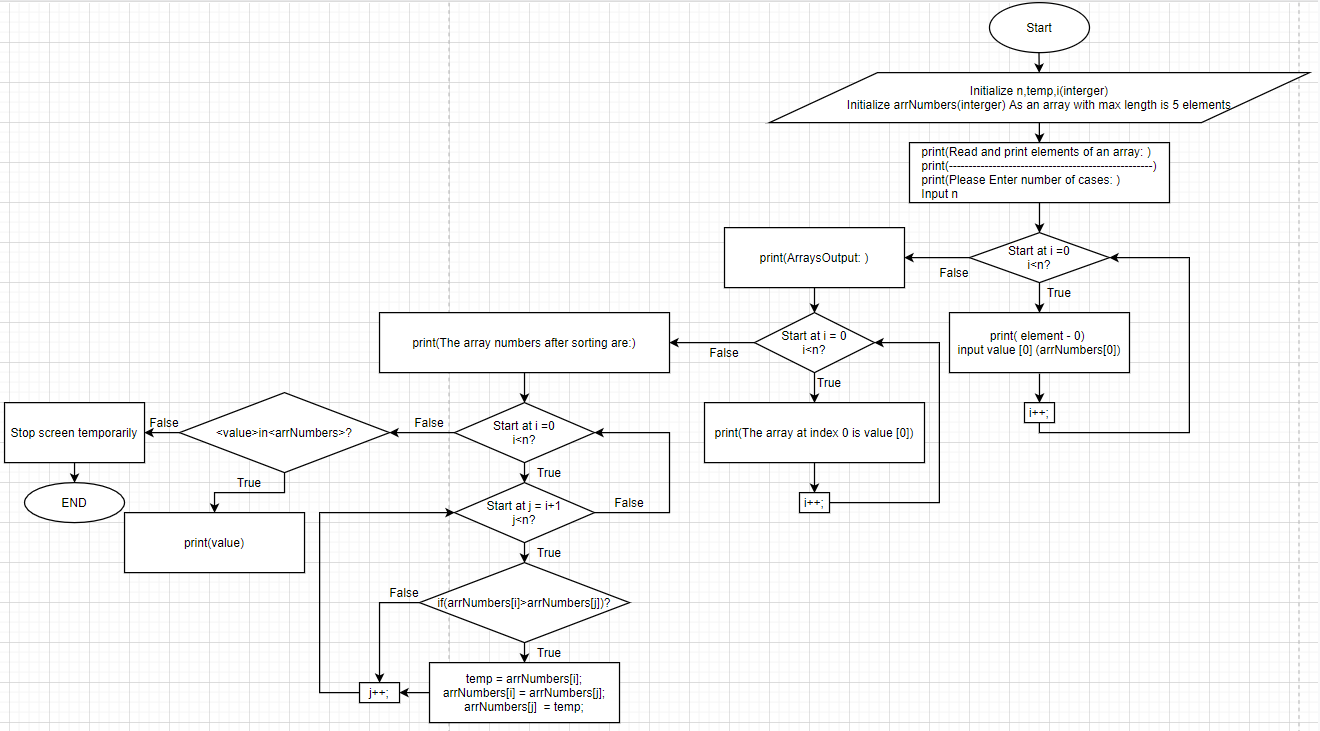 Start
Initialize n,temp,i(interger)
Initialize arrNumbers(interger) As an array with max length is 5 elements
print(Read and print elements of an array: )
print(----------------------------------------------------)
print(Please Enter number of cases: )
Input n
Start at i =0
i<n?
False
True
print( element - 0)
input value [0] (arrNumbers[0])
i++;
print(ArraysOutput: )
Start at i = 0
i<n?
False
True
print(The array at index 0 is value [0])
i++;
print(The array numbers after sorting are:)
Start at i =0
i<n?
False
True
Start at j = i+1
j<n?
False
True
if(arrNumbers[i]>arrNumbers[j])?
False
True
temp = arrNumbers[i];
arrNumbers[i] = arrNumbers[j];
arrNumbers[j]  = temp;
j++;
<value>in<arrNumbers>?
False
True
print(value)
Stop screen temporarily
END